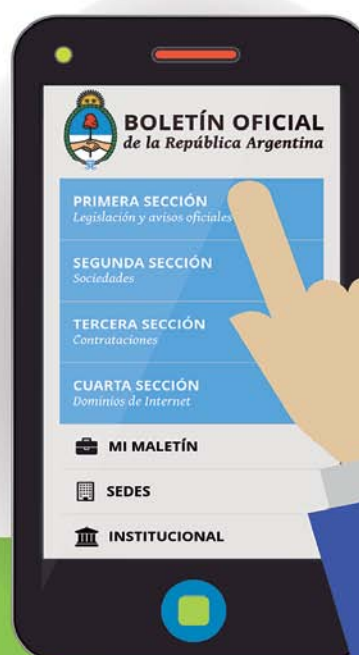 BOLETÍN OFICIAL
de la República Argentina
PRIMERA SECCIÓN
Legislación y avisos oficiales
SEGUNDA SECCIÓN
Sociedades
TERCERA SECCIÓN
Contrataciones
CUARTA SECCIÓN
Dominios de Internet
MI MALETÍN
SEDES
INSTITUCIONAL